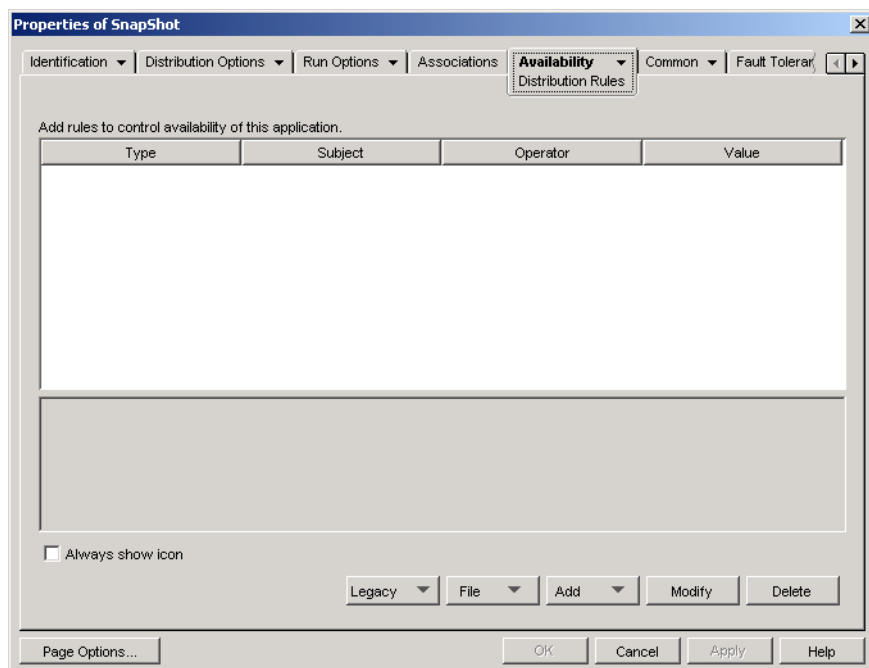 Properties of SnapShot
Identification Distribution Options Run Options Associations Availability Common Fault Toleran
Distribution Rules
Add rules to control availability of this application.
Type Subject Operator Value
Always show icon
Legacy File Add Modify Delete
Page Options... OK Cancel Apply Help